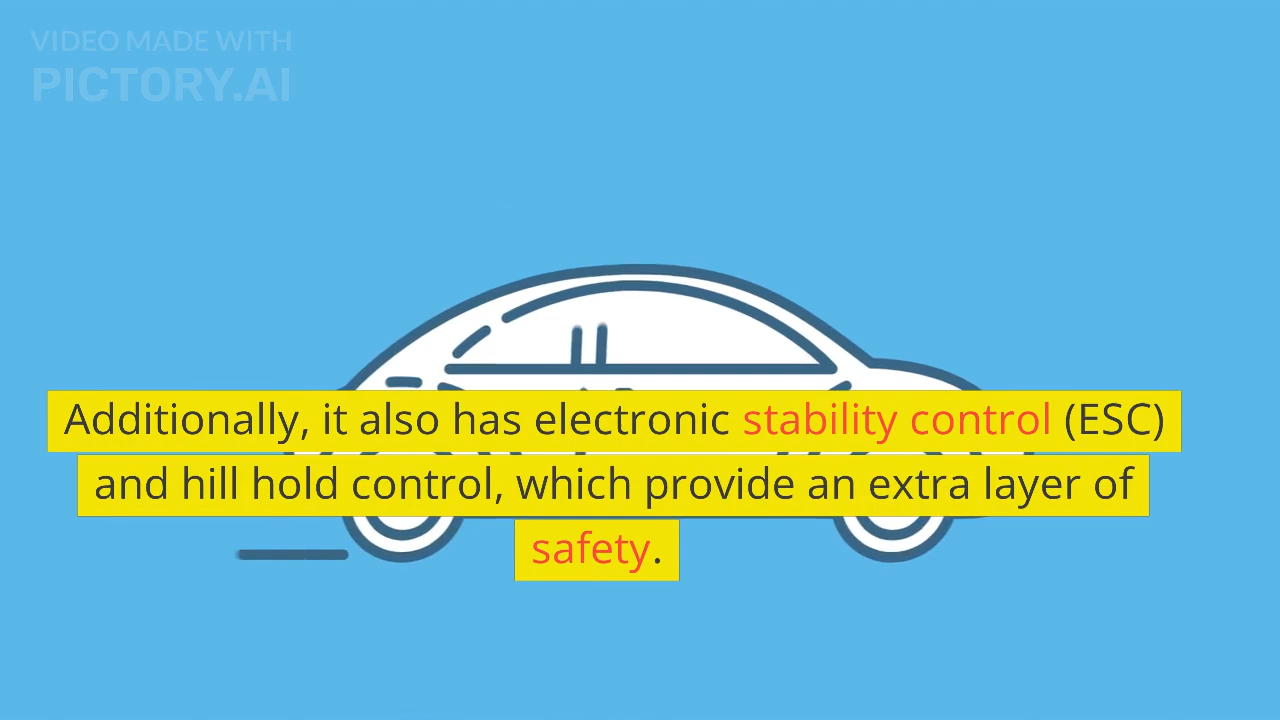 VIDEO MADE WITH
PICTORY.AI
Additionally, it also has electronic stability control (ESC)
and hill hold control, which provide an extra layer of
safety.